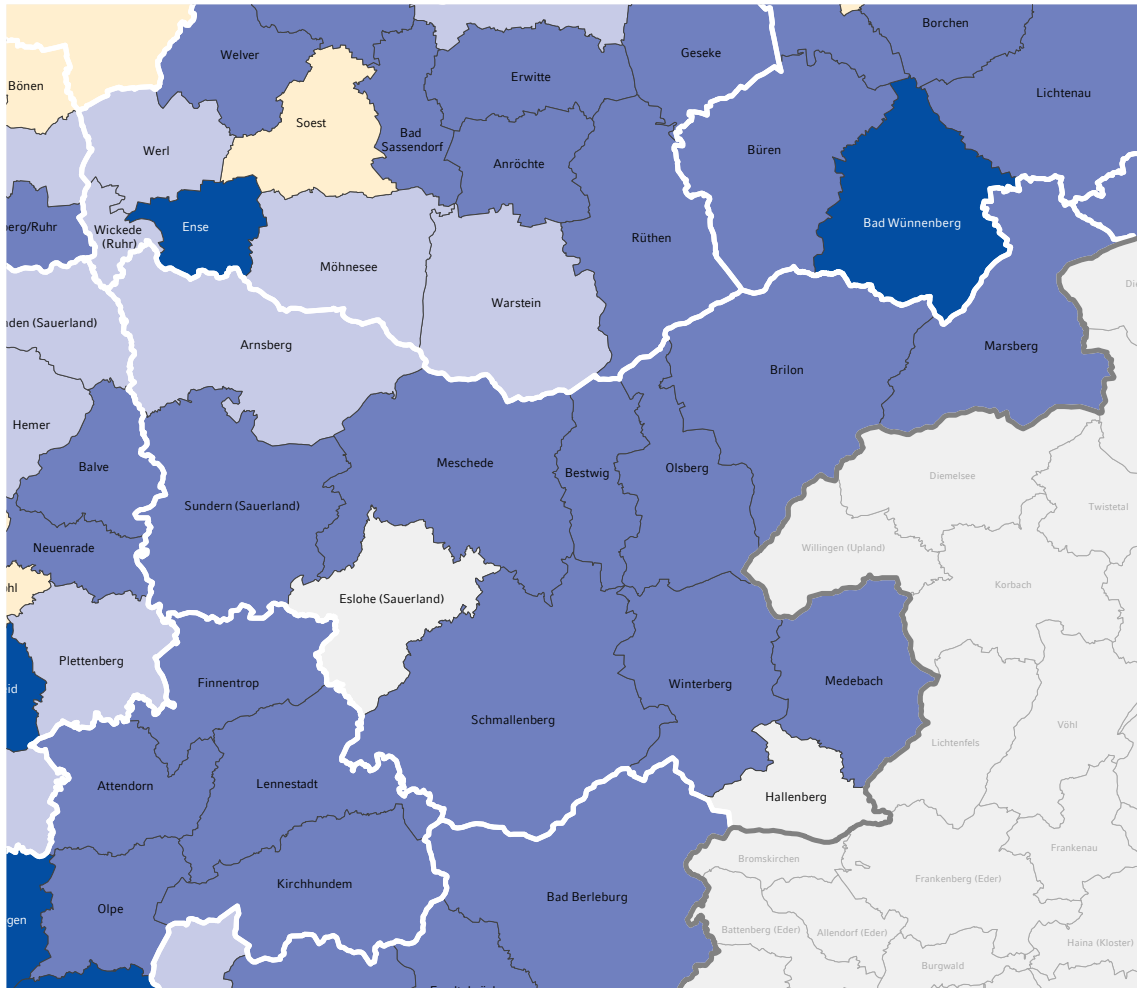 Borchen
Welver
Geseke
Erwitte
Bönen
Lichtenau
Soest
Bad
Sassendorf
Werl
Büren
Anröchte
berg/Ruhr
Wickede
(Ruhr)
Ense
Bad Wünnenberg
Rüthen
Möhnesee
Warstein
nden (Sauerland)
Arnsberg
Marsberg
Brilon
Hemer
Balve
Meschede
Bestwig
Olsberg
Diemelsee
Sundern (Sauerland)
Twistetal
Neuenrade
Willingen (Upland)
Korbach
Eslohe (Sauerland)
Plettenberg
Finnentrop
Winterberg
Medebach
eid
Schmallenberg
Vöhl
Lichtenfels
Attendorn
Lennestadt
Hallenberg
Frankenau
Bromskirchen
Kirchhundem
Frankenberg (Eder)
Bad Berleburg
Olpe
gen
Battenberg (Eder)
Allendorf (Eder)
Haina (Kloster)
Burgwald